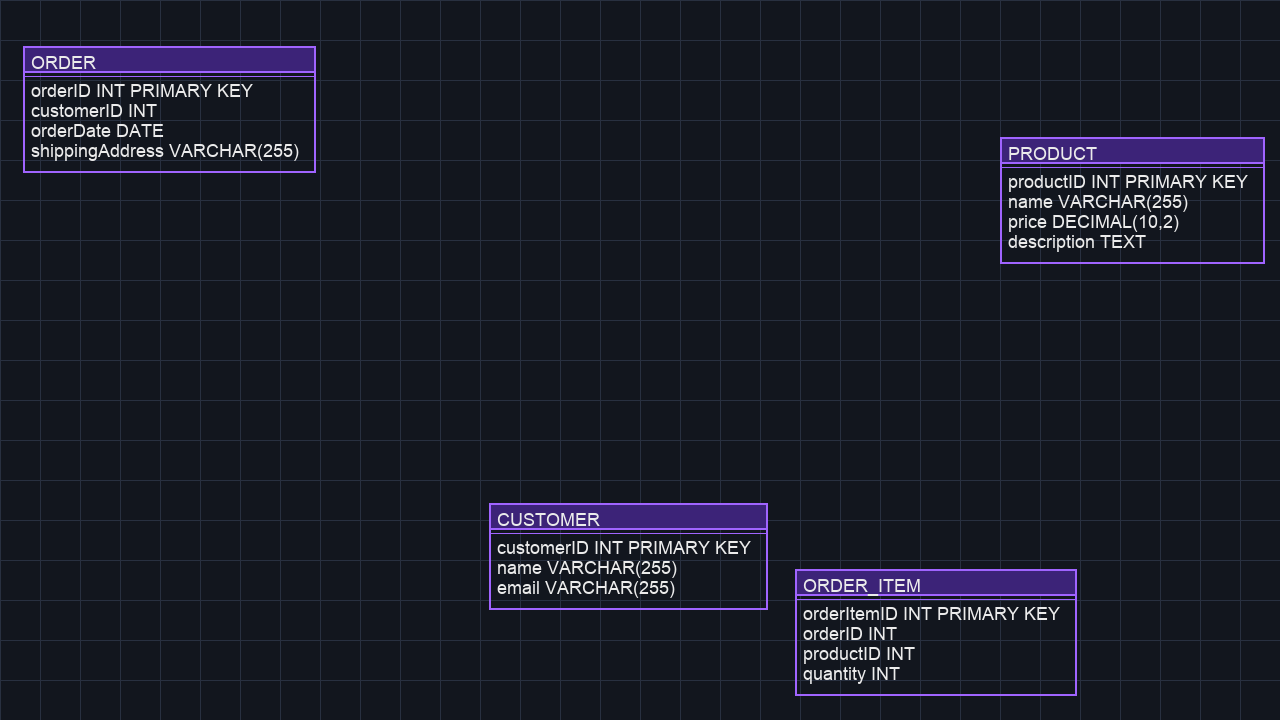 ORDER
orderID INT PRIMARY KEY
customerID INT
orderDate DATE
shippingAddress VARCHAR(255)
PRODUCT
productID INT PRIMARY KEY
name VARCHAR(255)
price DECIMAL(10,2)
description TEXT
CUSTOMER
customerID INT PRIMARY KEY
name VARCHAR(255)
email VARCHAR(255)
ORDER_ITEM
orderItemID INT PRIMARY KEY
orderID INT
productID INT
quantity INT